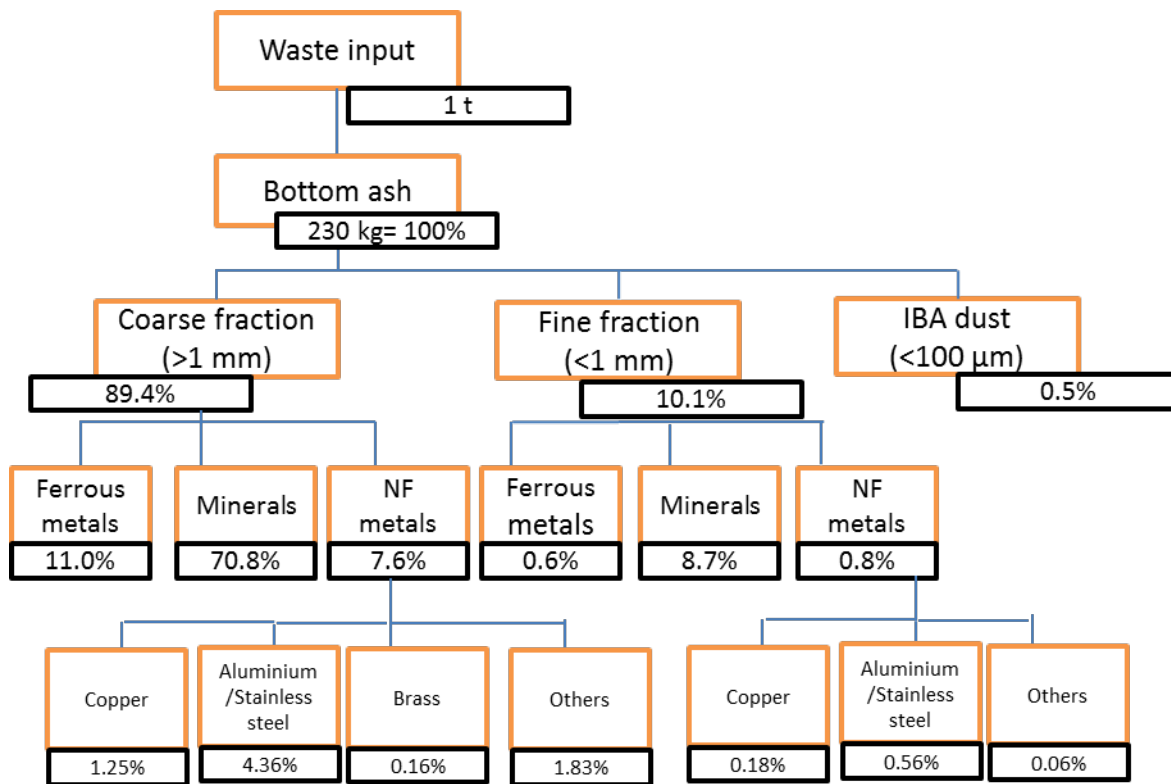 Waste input
1 t
Bottom ash
230 kg= 100%
Coarse fraction
(>1 mm)
89.4%
Fine fraction
(<1 mm)
10.1%
IBA dust
(<100 µm)
0.5%
Ferrous
metals
11.0%
Minerals
70.8%
NF
metals
7.6%
Ferrous
metals
0.6%
Minerals
8.7%
NF
metals
0.8%
Copper
1.25%
Aluminium
/Stainless
steel
4.36%
Brass
0.16%
Others
1.83%
Copper
0.18%
Aluminium
/Stainless
steel
0.56%
Others
0.06%